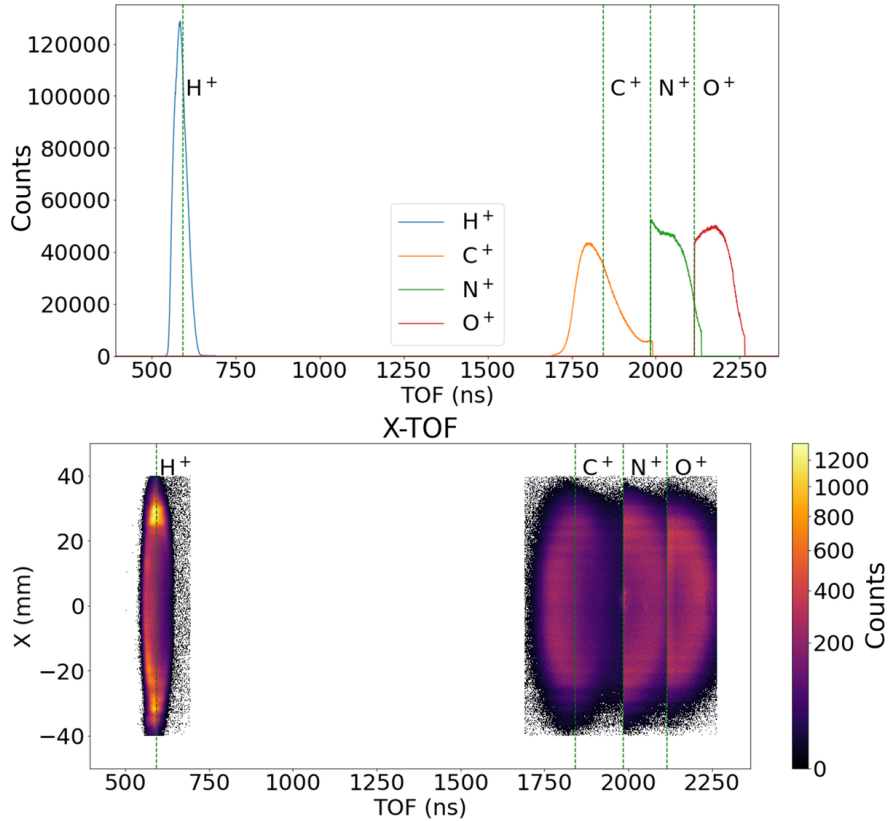 120000
100000
80000
60000
40000
20000
0
Counts
H⁺
C⁺
N⁺
O⁺
H⁺
C⁺
N⁺
O⁺
500
750
1000
1250
1500
1750
2000
2250
TOF (ns)
X-TOF
40
20
0
−20
−40
X (mm)
H⁺
C⁺
N⁺
O⁺
500
750
1000
1250
1500
1750
2000
2250
TOF (ns)
1200
1000
800
600
400
200
0
Counts